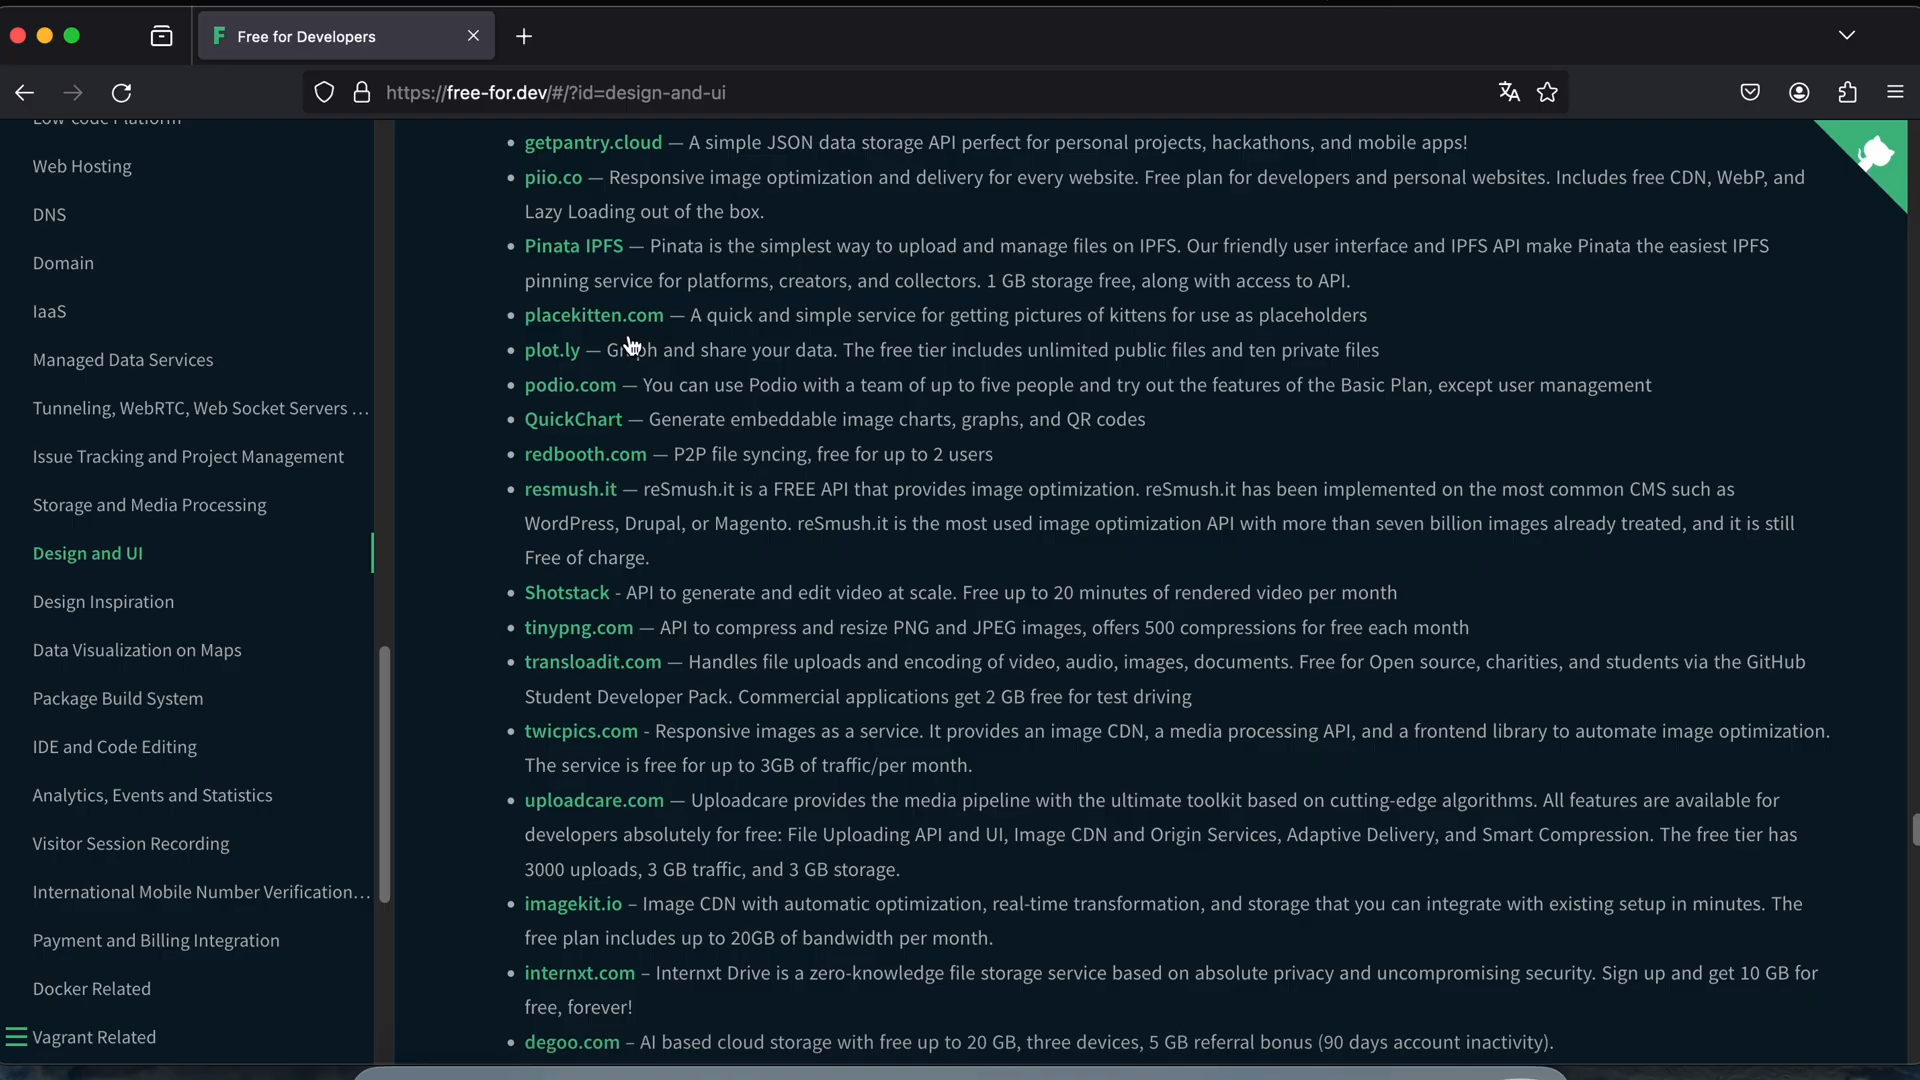 Free for Developers
https://free-for.dev/#/?id=design-and-ui
Low-code Platform
Web Hosting
DNS
Domain
IaaS
Managed Data Services
Tunneling, WebRTC, Web Socket Servers ...
Issue Tracking and Project Management
Storage and Media Processing
Design and UI
Design Inspiration
Data Visualization on Maps
Package Build System
IDE and Code Editing
Analytics, Events and Statistics
Visitor Session Recording
International Mobile Number Verification...
Payment and Billing Integration
Docker Related
Vagrant Related
getpantry.cloud — A simple JSON data storage API perfect for personal projects, hackathons, and mobile apps!
piio.co — Responsive image optimization and delivery for every website. Free plan for developers and personal websites. Includes free CDN, WebP, and
Lazy Loading out of the box.
Pinata IPFS — Pinata is the simplest way to upload and manage files on IPFS. Our friendly user interface and IPFS API make Pinata the easiest IPFS
pinning service for platforms, creators, and collectors. 1 GB storage free, along with access to API.
placekitten.com — A quick and simple service for getting pictures of kittens for use as placeholders
plot.ly — Graph and share your data. The free tier includes unlimited public files and ten private files
podio.com — You can use Podio with a team of up to five people and try out the features of the Basic Plan, except user management
QuickChart — Generate embeddable image charts, graphs, and QR codes
redbooth.com — P2P file syncing, free for up to 2 users
resmush.it — reSmush.it is a FREE API that provides image optimization. reSmush.it has been implemented on the most common CMS such as
WordPress, Drupal, or Magento. reSmush.it is the most used image optimization API with more than seven billion images already treated, and it is still
Free of charge.
Shotstack - API to generate and edit video at scale. Free up to 20 minutes of rendered video per month
tinypng.com — API to compress and resize PNG and JPEG images, offers 500 compressions for free each month
transloadit.com — Handles file uploads and encoding of video, audio, images, documents. Free for Open source, charities, and students via the GitHub
Student Developer Pack. Commercial applications get 2 GB free for test driving
twicpics.com - Responsive images as a service. It provides an image CDN, a media processing API, and a frontend library to automate image optimization.
The service is free for up to 3GB of traffic/per month.
uploadcare.com — Uploadcare provides the media pipeline with the ultimate toolkit based on cutting-edge algorithms. All features are available for
developers absolutely for free: File Uploading API and UI, Image CDN and Origin Services, Adaptive Delivery, and Smart Compression. The free tier has
3000 uploads, 3 GB traffic, and 3 GB storage.
imagekit.io – Image CDN with automatic optimization, real-time transformation, and storage that you can integrate with existing setup in minutes. The
free plan includes up to 20GB of bandwidth per month.
internxt.com – Internxt Drive is a zero-knowledge file storage service based on absolute privacy and uncompromising security. Sign up and get 10 GB for
free, forever!
degoo.com – AI based cloud storage with free up to 20 GB, three devices, 5 GB referral bonus (90 days account inactivity).